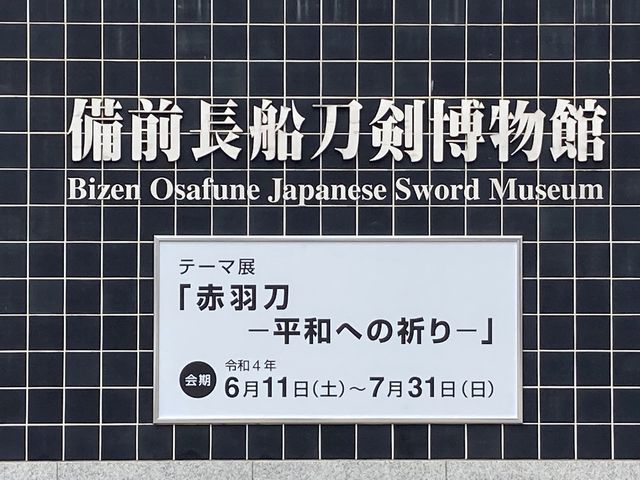 備前長船刀剣博物館
Bizen Osafune Japanese Sword Museum
テーマ展
「赤羽刀
－平和への祈り－」
会期
令和4年
6月11日（土）～7月31日（日）